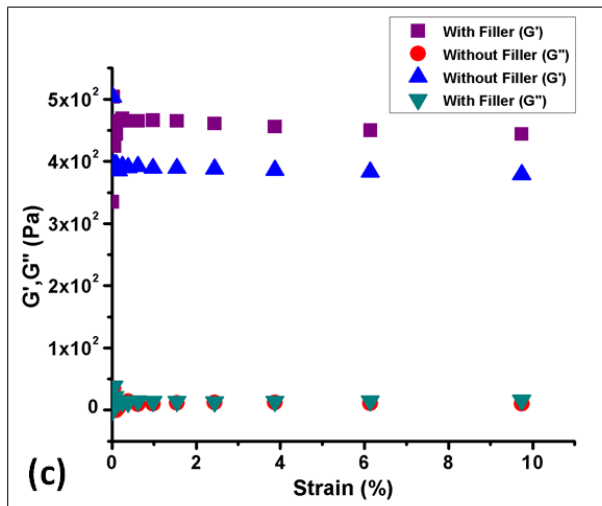 With Filler (G')
Without Filler (G'')
Without Filler (G')
With Filler (G'')
5x10²
4x10²
3x10²
2x10²
1x10²
0
G',G'' (Pa)
0 2 4 6 8 10
Strain (%)
(c)